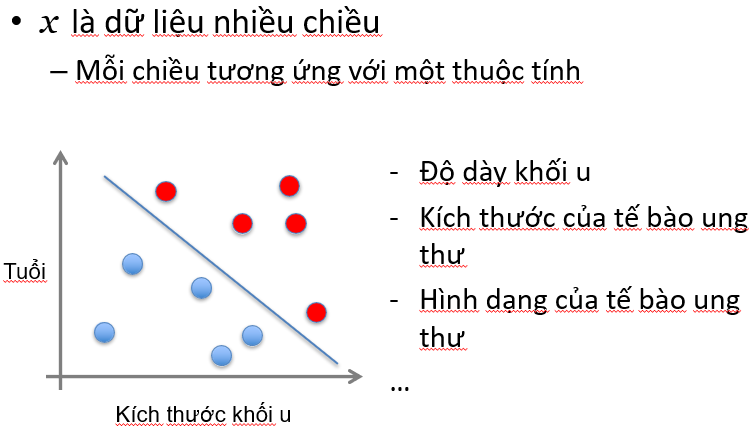 • x là dữ liệu nhiều chiều
– Mỗi chiều tương ứng với một thuộc tính
Tuổi
Kích thước khối u
- Độ dày khối u
- Kích thước của tế bào ung
thư
- Hình dạng của tế bào ung
thư
...